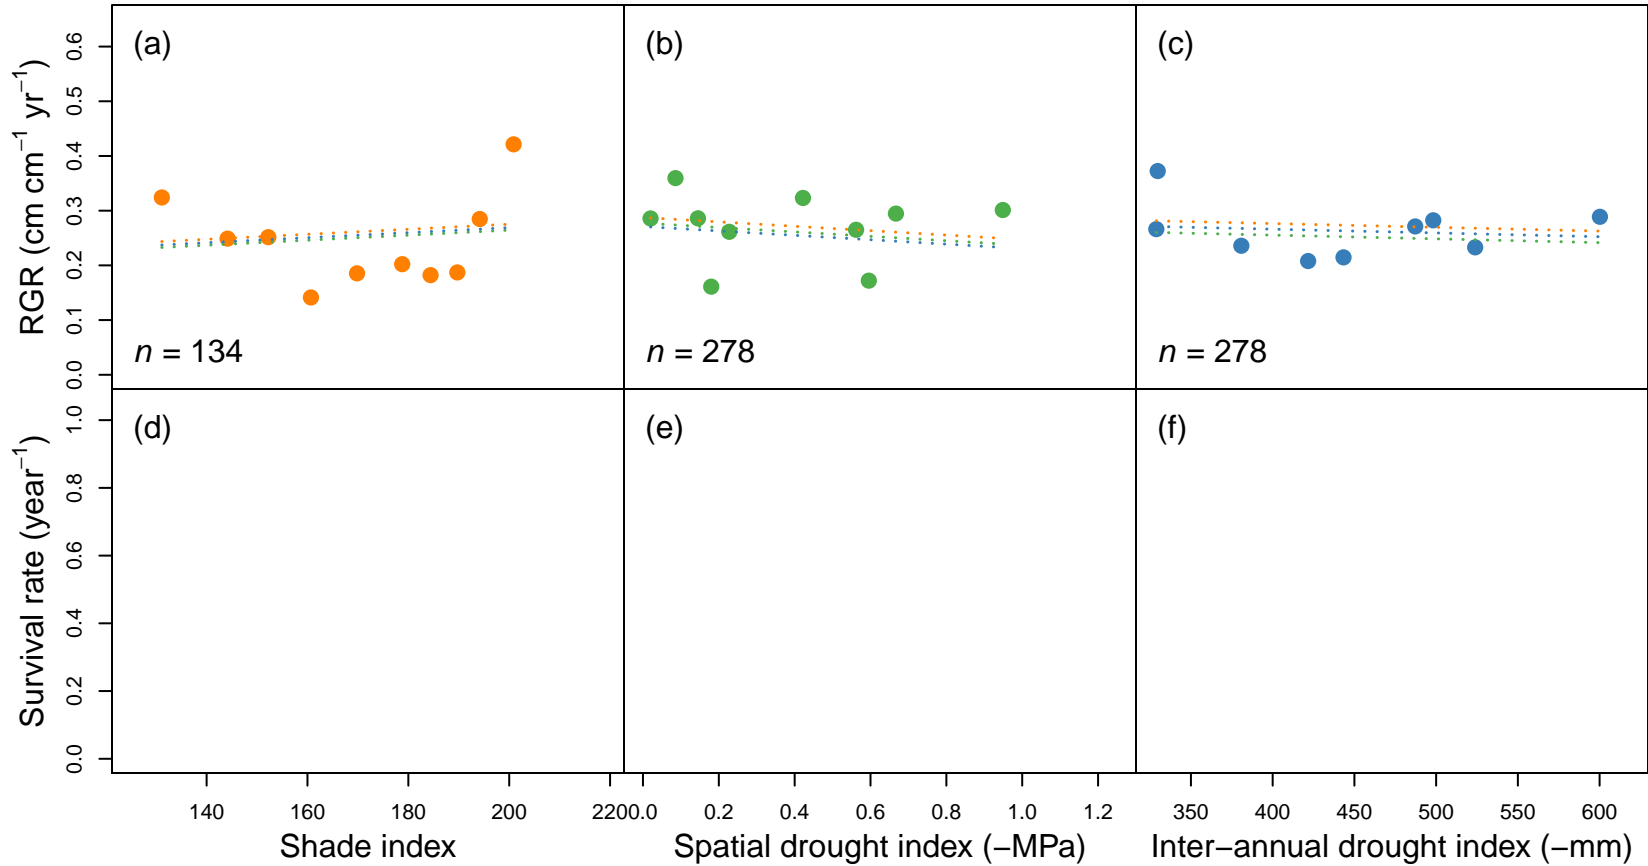 (a)
(b)
(c)
RGR (cm cm⁻¹ yr⁻¹)
0.6
0.5
0.4
0.3
0.2
0.1
0.0
n = 134
n = 278
n = 278
(d)
(e)
(f)
Survival rate (year⁻¹)
1.0
0.8
0.6
0.4
0.2
0.0
140 160 180 200 220
0.0 0.2 0.4 0.6 0.8 1.0 1.2
350 400 450 500 550 600
Shade index
Spatial drought index (−MPa)
Inter−annual drought index (−mm)